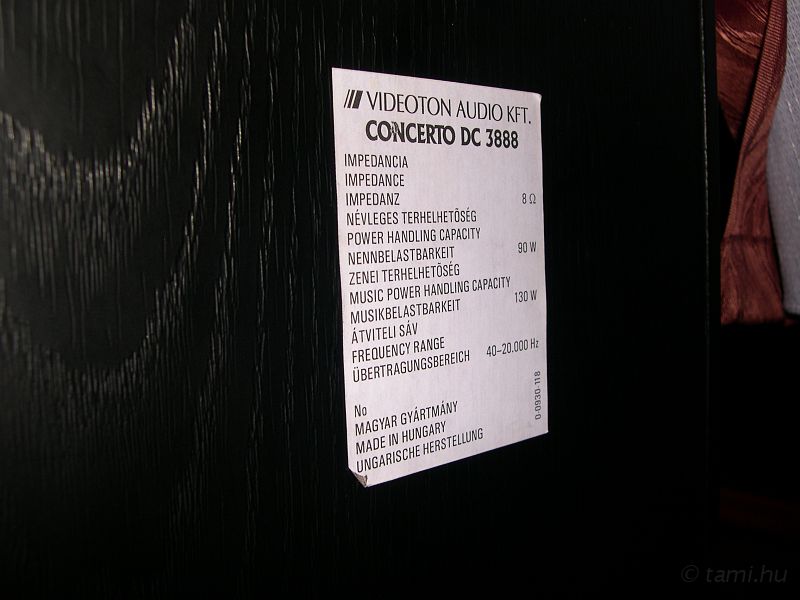 VIDEOTON AUDIO KFT.
CONCERTO DC 3888
IMPEDANCIA
IMPEDANCE
IMPEDANZ 8 Ω
NÉVLEGES TERHELHETÕSÉG
POWER HANDLING CAPACITY
NENNBELASTBARKEIT 90 W
ZENEI TERHELHETÕSÉG
MUSIC POWER HANDLING CAPACITY
MUSIKBELASTBARKEIT 130 W
ÁTVITELI SÁV
FREQUENCY RANGE
ÜBERTRAGUNGSBEREICH 40–20.000 Hz
No
MAGYAR GYÁRTMÁNY
MADE IN HUNGARY
UNGARISCHE HERSTELLUNG
0-0930-118
© tami.hu